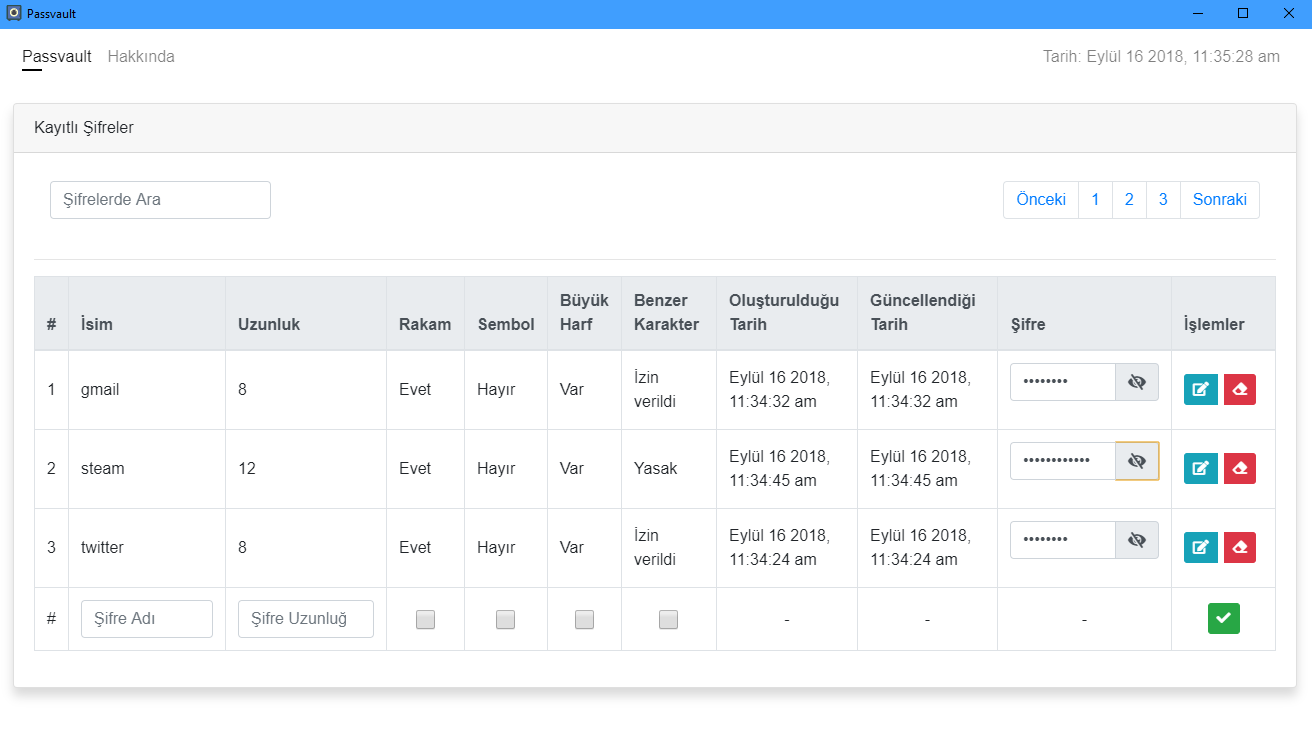 Passvault
Passvault Hakkında Tarih: Eylül 16 2018, 11:35:28 am
Kayıtlı Şifreler
Şifrelerde Ara Önceki 1 2 3 Sonraki
# İsim Uzunluk Rakam Sembol Büyük Harf Benzer Karakter Oluşturulduğu Tarih Güncellendiği Tarih Şifre İşlemler
1 gmail 8 Evet Hayır Var İzin verildi Eylül 16 2018, 11:34:32 am Eylül 16 2018, 11:34:32 am ••••••••
2 steam 12 Evet Hayır Var Yasak Eylül 16 2018, 11:34:45 am Eylül 16 2018, 11:34:45 am ••••••••••••
3 twitter 8 Evet Hayır Var İzin verildi Eylül 16 2018, 11:34:24 am Eylül 16 2018, 11:34:24 am ••••••••
# Şifre Adı Şifre Uzunluğ - - -